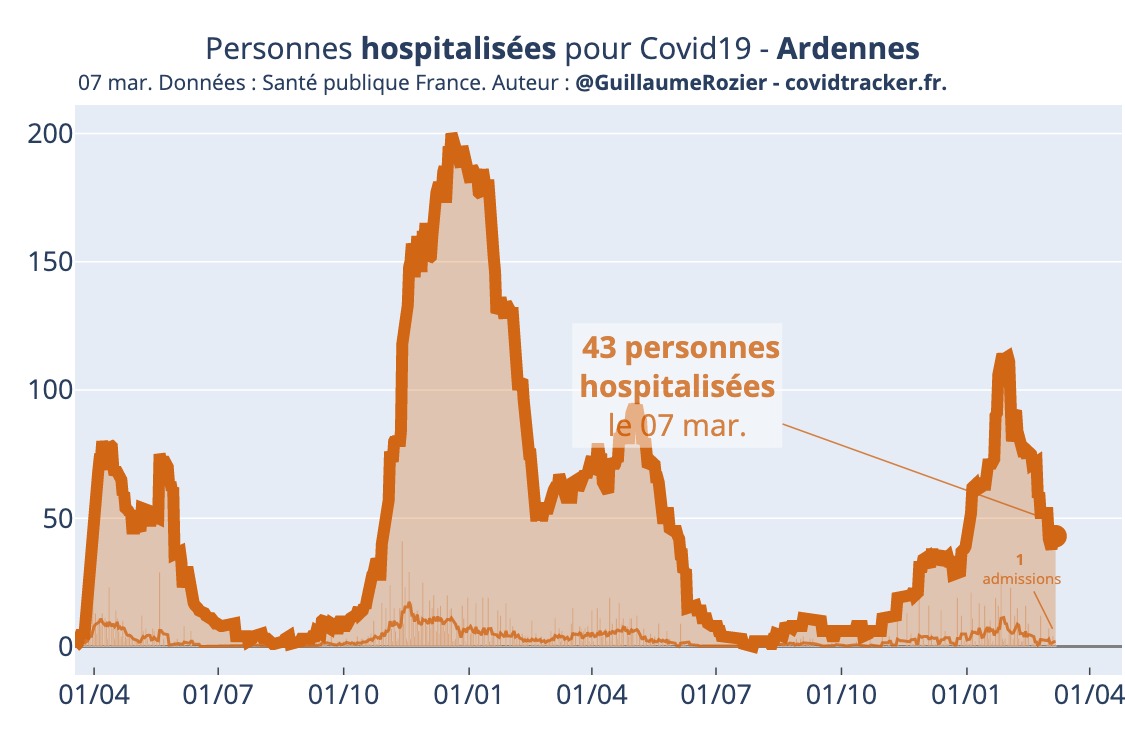 Personnes hospitalisées pour Covid19 - Ardennes
07 mar. Données : Santé publique France. Auteur : @GuillaumeRozier - covidtracker.fr.
200
150
100
50
0
43 personnes
hospitalisées
le 07 mar.
1
admissions
01/04 01/07 01/10 01/01 01/04 01/07 01/10 01/01 01/04